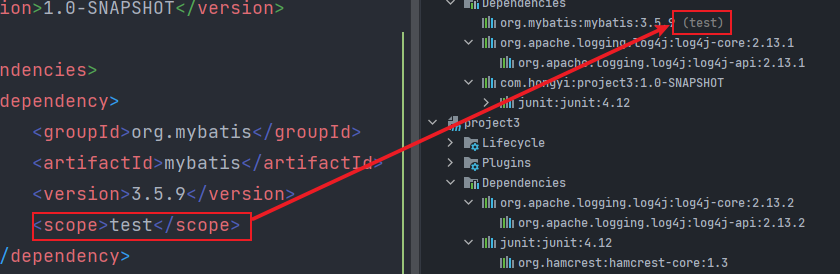 ion>1.0-SNAPSHOT</version>
ndencies>
dependency>
<groupId>org.mybatis</groupId>
<artifactId>mybatis</artifactId>
<version>3.5.9</version>
<scope>test</scope>
/dependency>
Dependencies
org.mybatis:mybatis:3.5.9 (test)
org.apache.logging.log4j:log4j-core:2.13.1
org.apache.logging.log4j:log4j-api:2.13.1
com.hongyi:project3:1.0-SNAPSHOT
junit:junit:4.12
project3
Lifecycle
Plugins
Dependencies
org.apache.logging.log4j:log4j-core:2.13.2
org.apache.logging.log4j:log4j-api:2.13.2
junit:junit:4.12
org.hamcrest:hamcrest-core:1.3